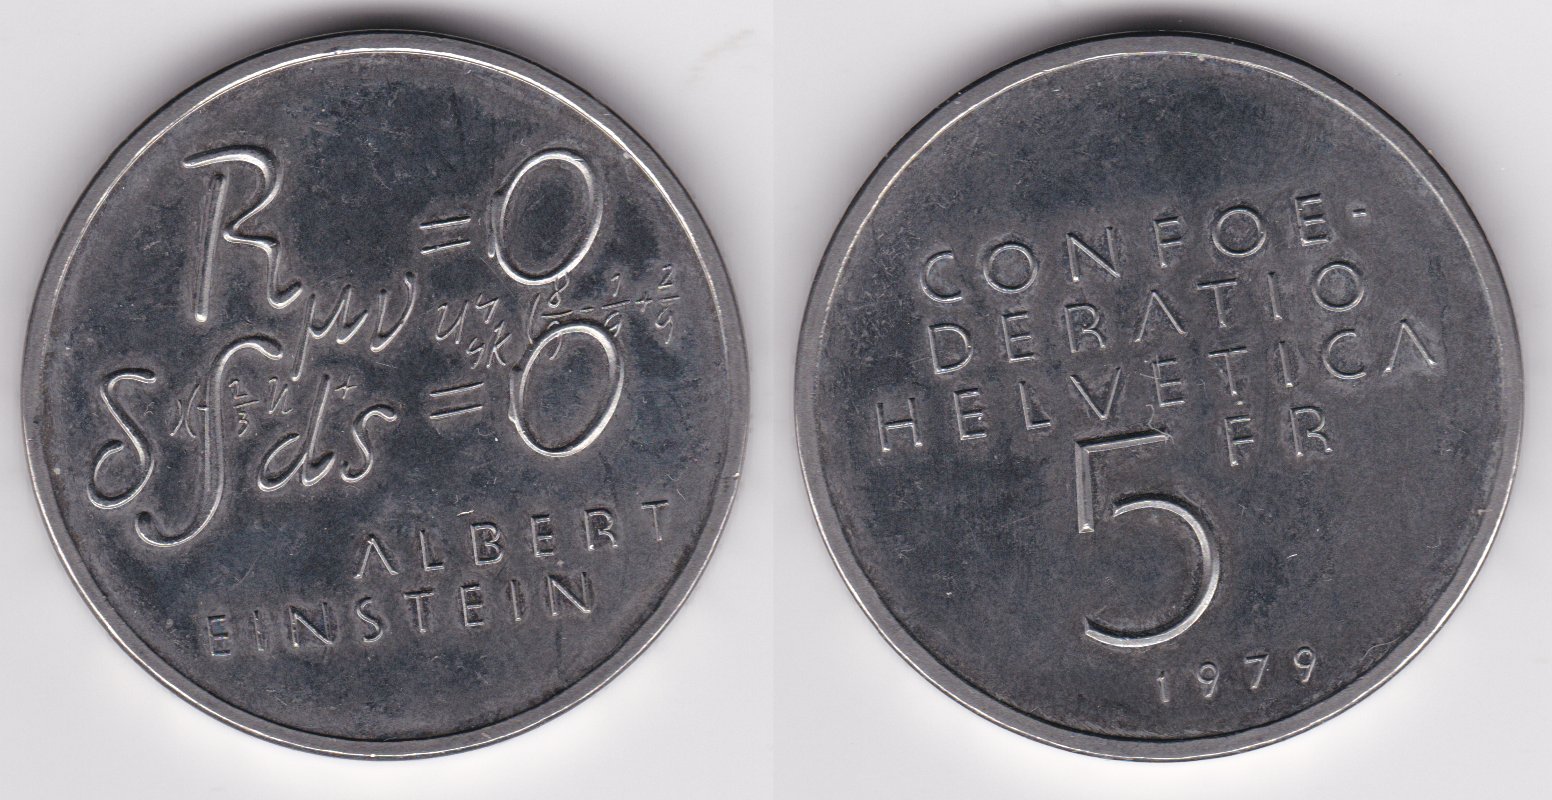 Rμν = 0
δ∫ds = 0
ALBERT
EINSTEIN
CONFOE-
DERATIO
HELVETICA
5 FR
1979